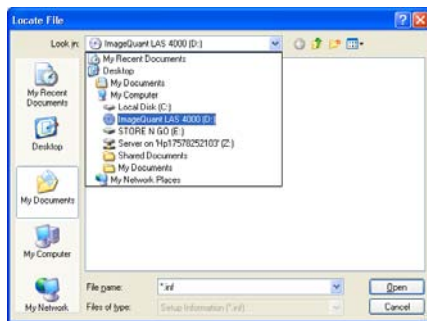 Locate File
Look in:
ImageQuant LAS 4000 (D:)
My Recent Documents
Desktop
My Documents
My Computer
Local Disk (C:)
ImageQuant LAS 4000 (D:)
STORE N GO (E:)
Server on 'Hp17578252103' (Z:)
Shared Documents
My Documents
My Network Places
My Recent
Documents
Desktop
My Documents
My Computer
My Network
File name:
*.inf
Open
Files of type:
Setup Information (*.inf)
Cancel